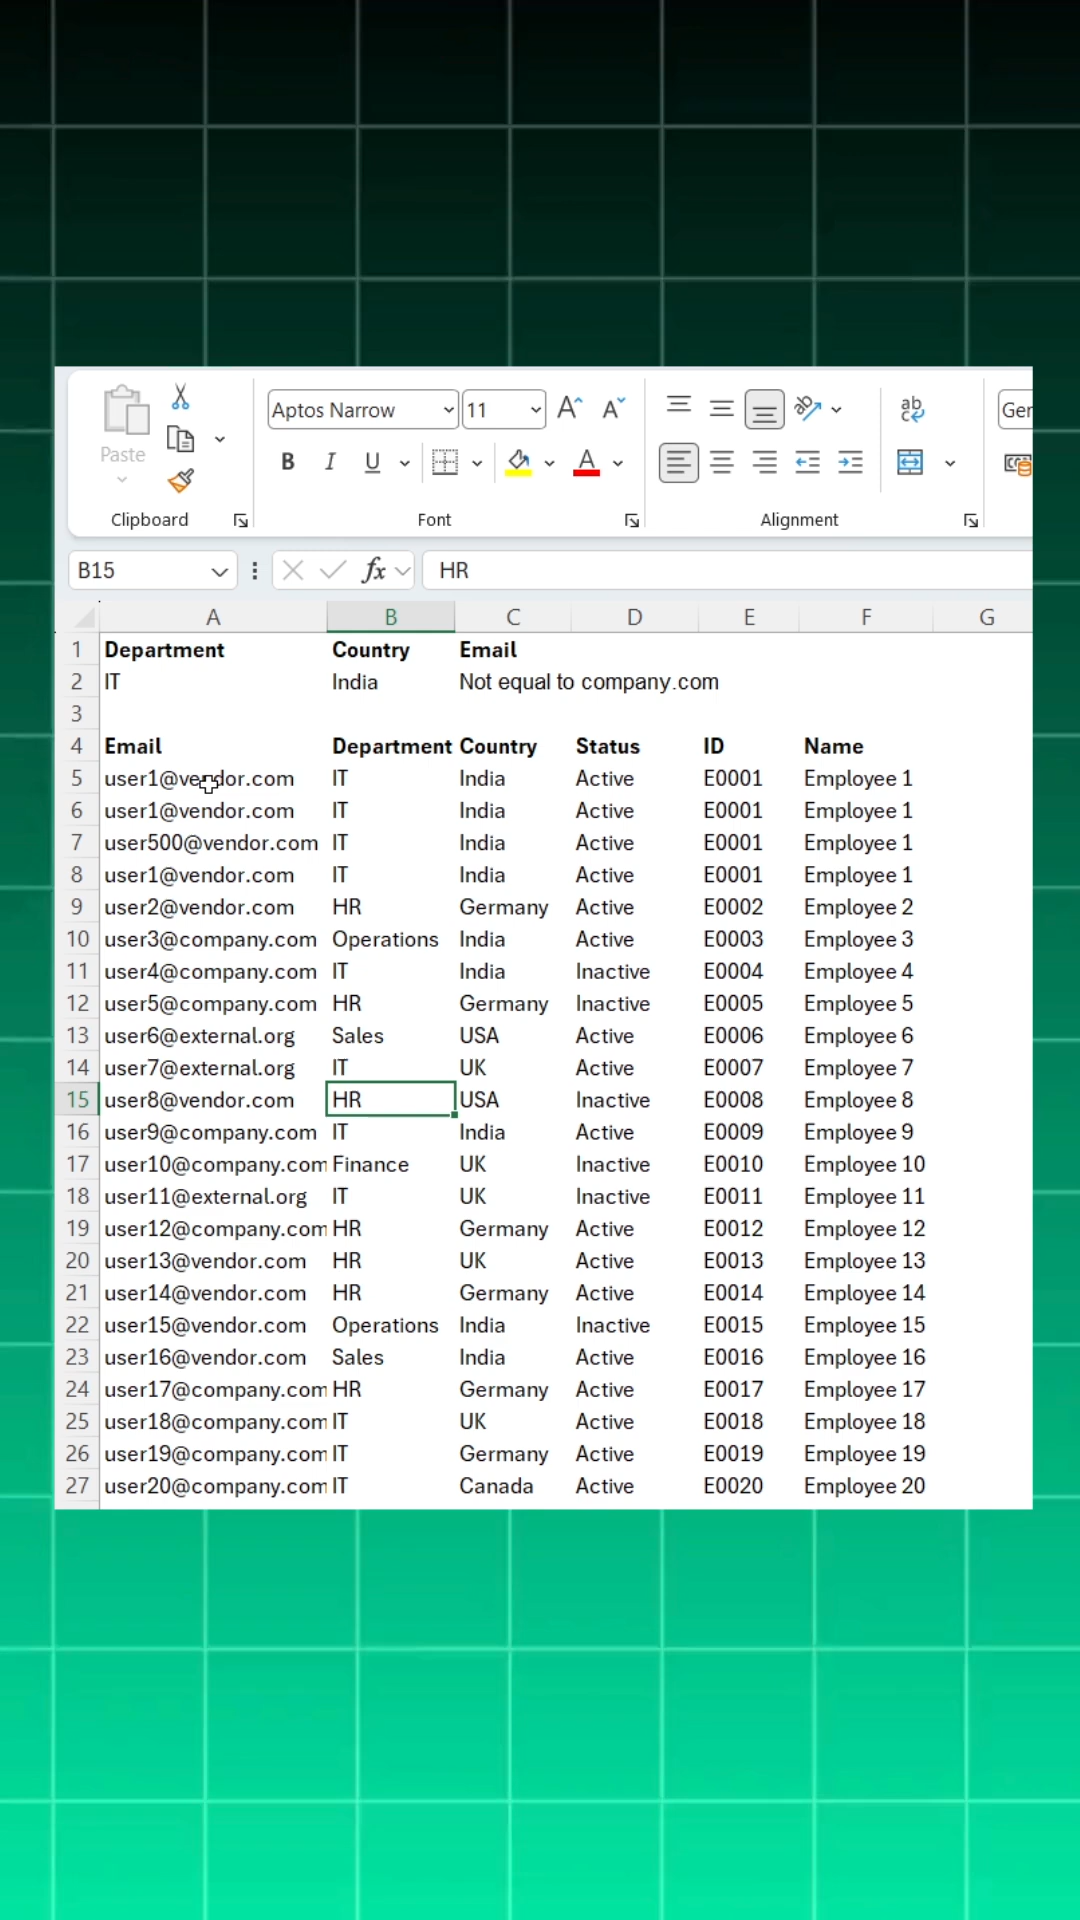 Aptos Narrow 11
Paste B I U A
Clipboard Font Alignment
B15 fx HR
A B C D E F G
1 Department Country Email
2 IT India Not equal to company.com
3
4 Email Department Country Status ID Name
5 user1@vendor.com IT India Active E0001 Employee 1
6 user1@vendor.com IT India Active E0001 Employee 1
7 user500@vendor.com IT India Active E0001 Employee 1
8 user1@vendor.com IT India Active E0001 Employee 1
9 user2@vendor.com HR Germany Active E0002 Employee 2
10 user3@company.com Operations India Active E0003 Employee 3
11 user4@company.com IT India Inactive E0004 Employee 4
12 user5@company.com HR Germany Inactive E0005 Employee 5
13 user6@external.org Sales USA Active E0006 Employee 6
14 user7@external.org IT UK Active E0007 Employee 7
15 user8@vendor.com HR USA Inactive E0008 Employee 8
16 user9@company.com IT India Active E0009 Employee 9
17 user10@company.com Finance UK Inactive E0010 Employee 10
18 user11@external.org IT UK Inactive E0011 Employee 11
19 user12@company.com HR Germany Active E0012 Employee 12
20 user13@vendor.com HR UK Active E0013 Employee 13
21 user14@vendor.com HR Germany Active E0014 Employee 14
22 user15@vendor.com Operations India Inactive E0015 Employee 15
23 user16@vendor.com Sales India Active E0016 Employee 16
24 user17@company.com HR Germany Active E0017 Employee 17
25 user18@company.com IT UK Active E0018 Employee 18
26 user19@company.com IT Germany Active E0019 Employee 19
27 user20@company.com IT Canada Active E0020 Employee 20